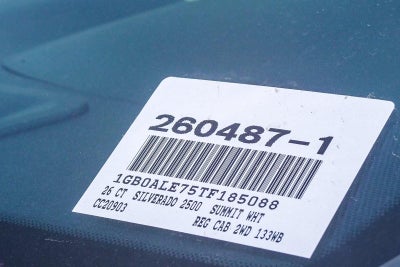 260487-1
1GB0ALE75TF185088
26 CT SILVERADO 2500 SUMMIT WHT
CC20903 REG CAB 2WD 133WB